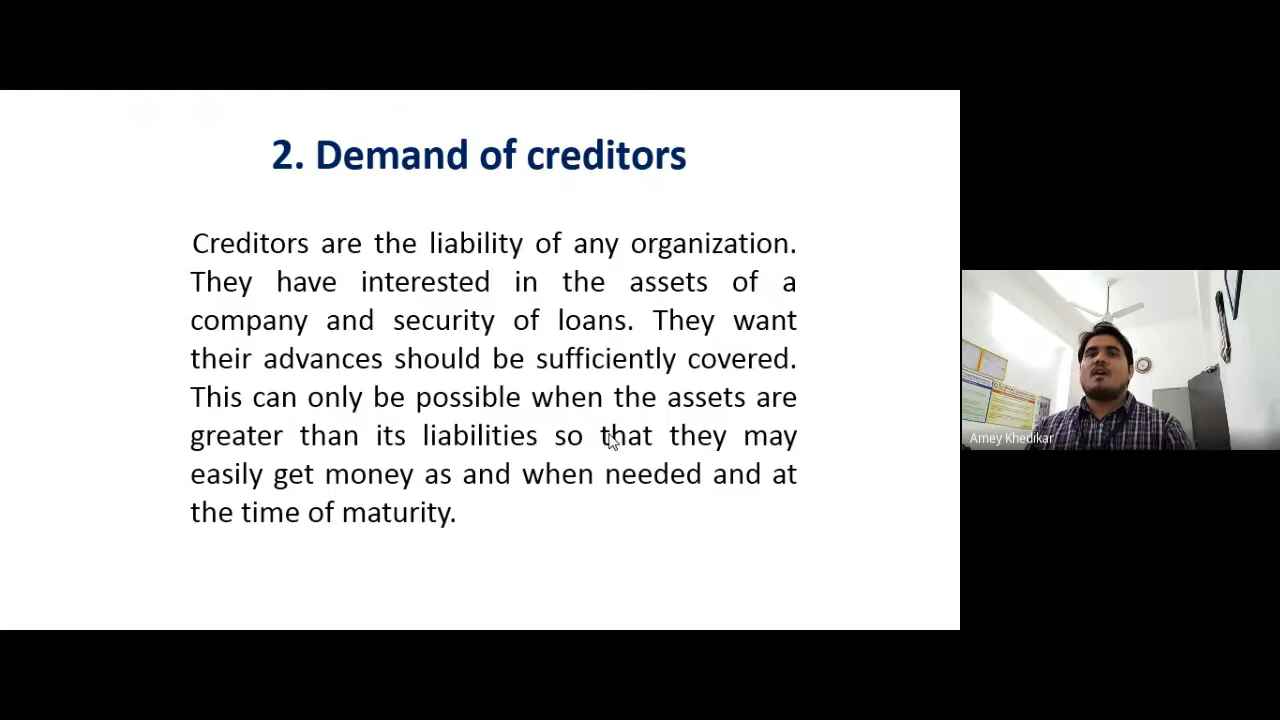 2. Demand of creditors
Creditors are the liability of any organization.
They have interested in the assets of a
company and security of loans. They want
their advances should be sufficiently covered.
This can only be possible when the assets are
greater than its liabilities so that they may
easily get money as and when needed and at
the time of maturity.
Amey Khedikar